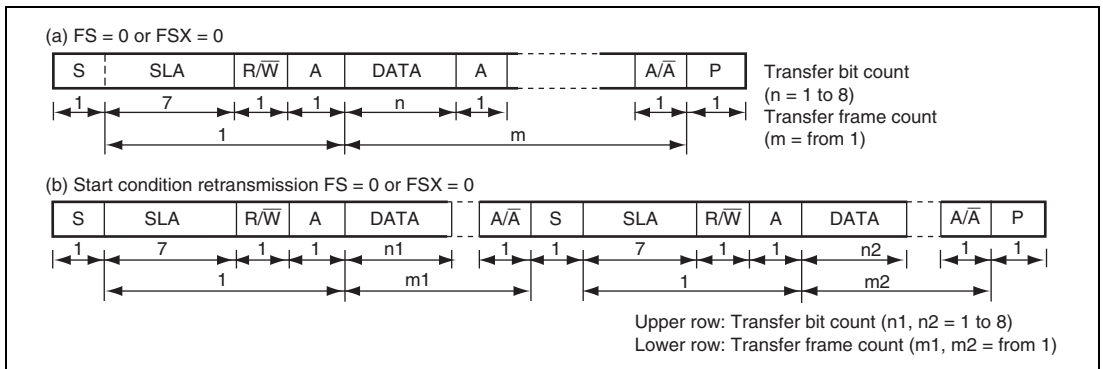 (a) FS = 0 or FSX = 0
S SLA R/W̅ A DATA A A/A̅ P
1 7 1 1 n 1 1 1
1 m
Transfer bit count
(n = 1 to 8)
Transfer frame count
(m = from 1)
(b) Start condition retransmission FS = 0 or FSX = 0
S SLA R/W̅ A DATA A/A̅ S SLA R/W̅ A DATA A/A̅ P
1 7 1 1 n1 1 1 7 1 1 n2 1 1
1 m1 1 m2
Upper row: Transfer bit count (n1, n2 = 1 to 8)
Lower row: Transfer frame count (m1, m2 = from 1)